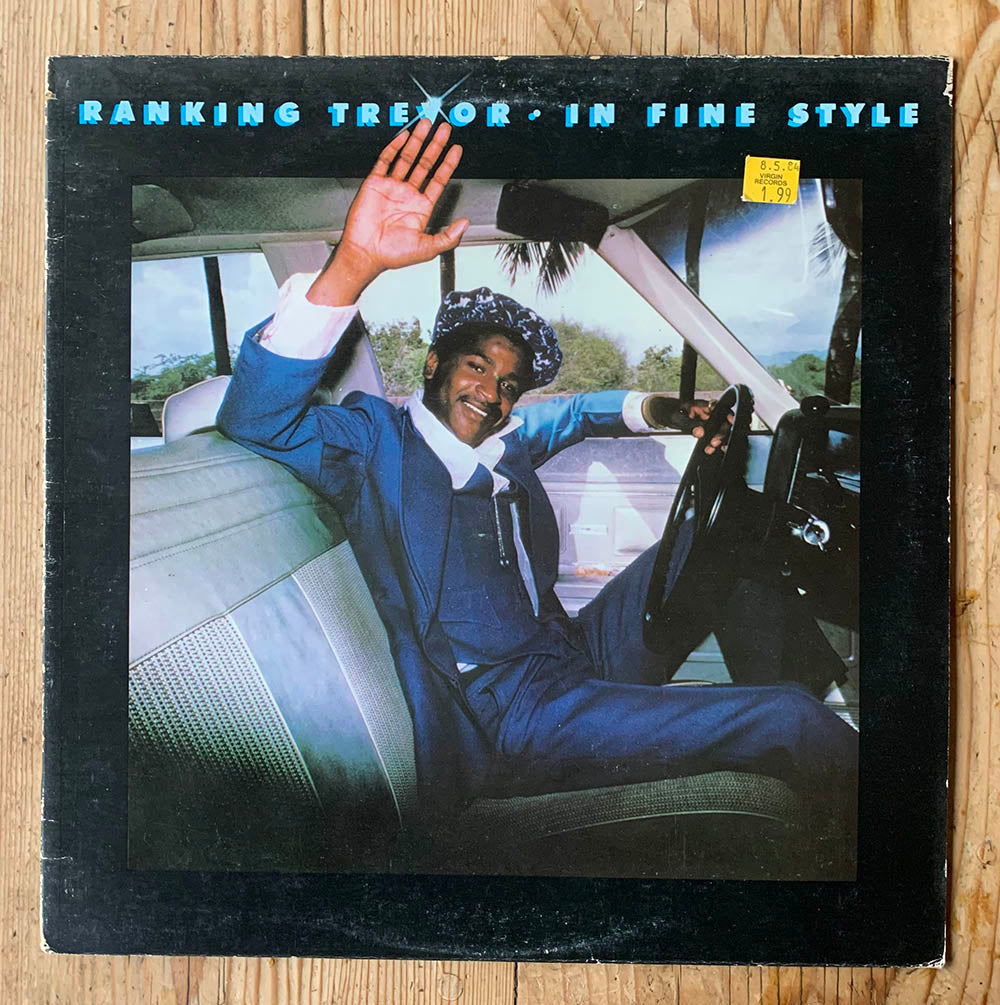 RANKING TREVOR · IN FINE STYLE
8.5.84
VIRGIN
RECORDS
1.99